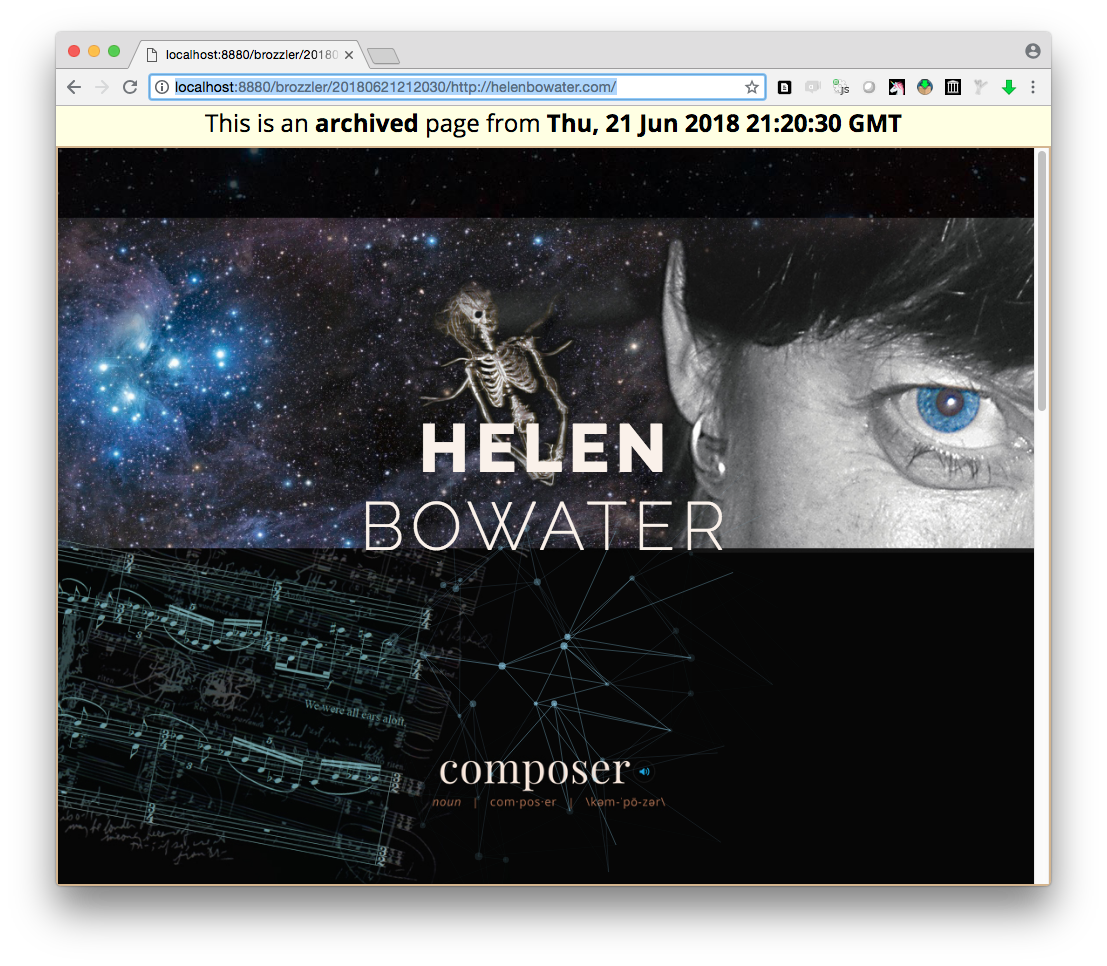 localhost:8880/brozzler/20180
localhost:8880/brozzler/20180621212030/http://helenbowater.com/
js
This is an archived page from Thu, 21 Jun 2018 21:20:30 GMT
HELEN
BOWATER
We were all ears aloft,
composer
noun | com·pos·er | \kəm-ˈpō-zər\